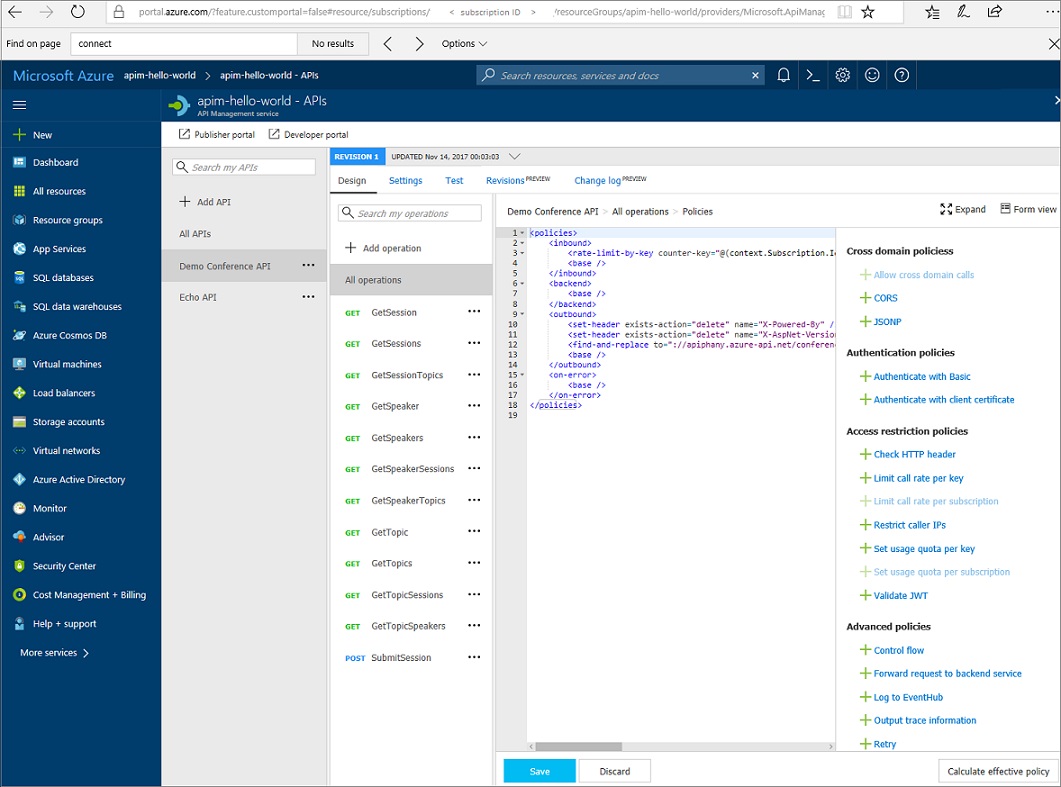 portal.azure.com/?feature.customportal=false#resource/subscriptions/ < subscription ID > /resourceGroups/apim-hello-world/providers/Microsoft.ApiManag
Find on page connect No results Options
Microsoft Azure apim-hello-world > apim-hello-world - APIs Search resources, services and docs
apim-hello-world - APIs
API Management service
New
Dashboard
All resources
Resource groups
App Services
SQL databases
SQL data warehouses
Azure Cosmos DB
Virtual machines
Load balancers
Storage accounts
Virtual networks
Azure Active Directory
Monitor
Advisor
Security Center
Cost Management + Billing
Help + support
More services >
Publisher portal Developer portal
Search my APIs
Add API
All APIs
Demo Conference API ...
Echo API ...
REVISION 1 UPDATED Nov 14, 2017 00:03:03
Design Settings Test Revisions PREVIEW Change log PREVIEW
Search my operations
Add operation
All operations
GET GetSession ...
GET GetSessions ...
GET GetSessionTopics ...
GET GetSpeaker ...
GET GetSpeakers ...
GET GetSpeakerSessions ...
GET GetSpeakerTopics ...
GET GetTopic ...
GET GetTopics ...
GET GetTopicSessions ...
GET GetTopicSpeakers ...
POST SubmitSession ...
Demo Conference API > All operations > Policies Expand Form view
1 <policies>
2 <inbound>
3 <rate-limit-by-key counter-key="@(context.Subscription.Id
4 <base />
5 </inbound>
6 <backend>
7 <base />
8 </backend>
9 <outbound>
10 <set-header exists-action="delete" name="X-Powered-By" /
11 <set-header exists-action="delete" name="X-AspNet-Version
12 <find-and-replace to="://apiphany.azure-api.net/conferenc
13 <base />
14 </outbound>
15 <on-error>
16 <base />
17 </on-error>
18 </policies>
19
Cross domain policiess
Allow cross domain calls
CORS
JSONP
Authentication policies
Authenticate with Basic
Authenticate with client certificate
Access restriction policies
Check HTTP header
Limit call rate per key
Limit call rate per subscription
Restrict caller IPs
Set usage quota per key
Set usage quota per subscription
Validate JWT
Advanced policies
Control flow
Forward request to backend service
Log to EventHub
Output trace information
Retry
Save Discard Calculate effective policy